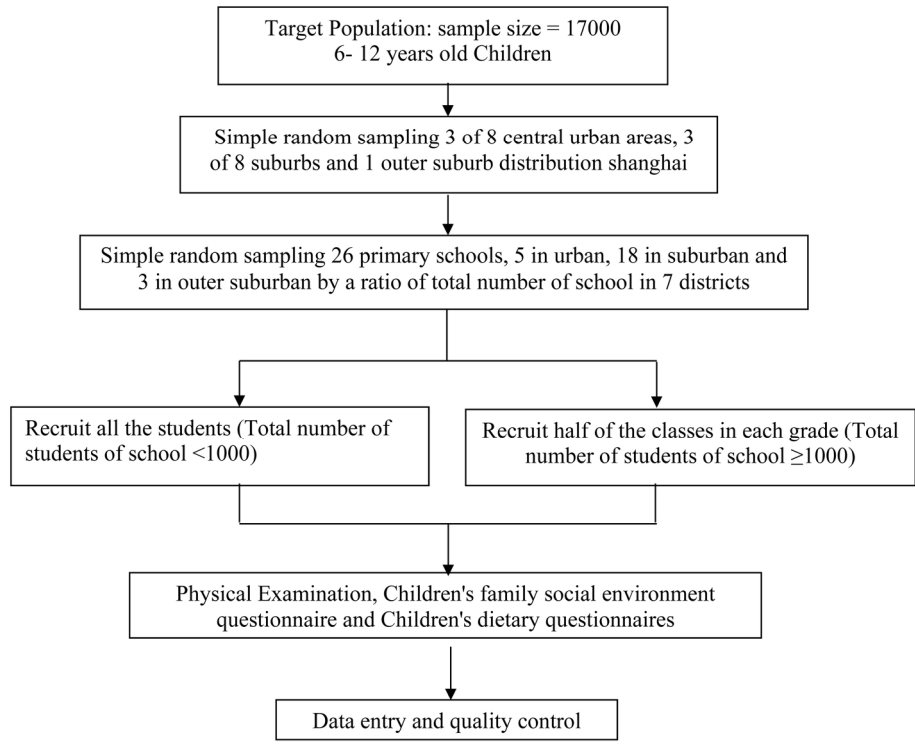 Target Population: sample size = 17000
6- 12 years old Children
Simple random sampling 3 of 8 central urban areas, 3
of 8 suburbs and 1 outer suburb distribution shanghai
Simple random sampling 26 primary schools, 5 in urban, 18 in suburban and
3 in outer suburban by a ratio of total number of school in 7 districts
Recruit all the students (Total number of
students of school <1000)
Recruit half of the classes in each grade (Total
number of students of school ≥1000)
Physical Examination, Children's family social environment
questionnaire and Children's dietary questionnaires
Data entry and quality control